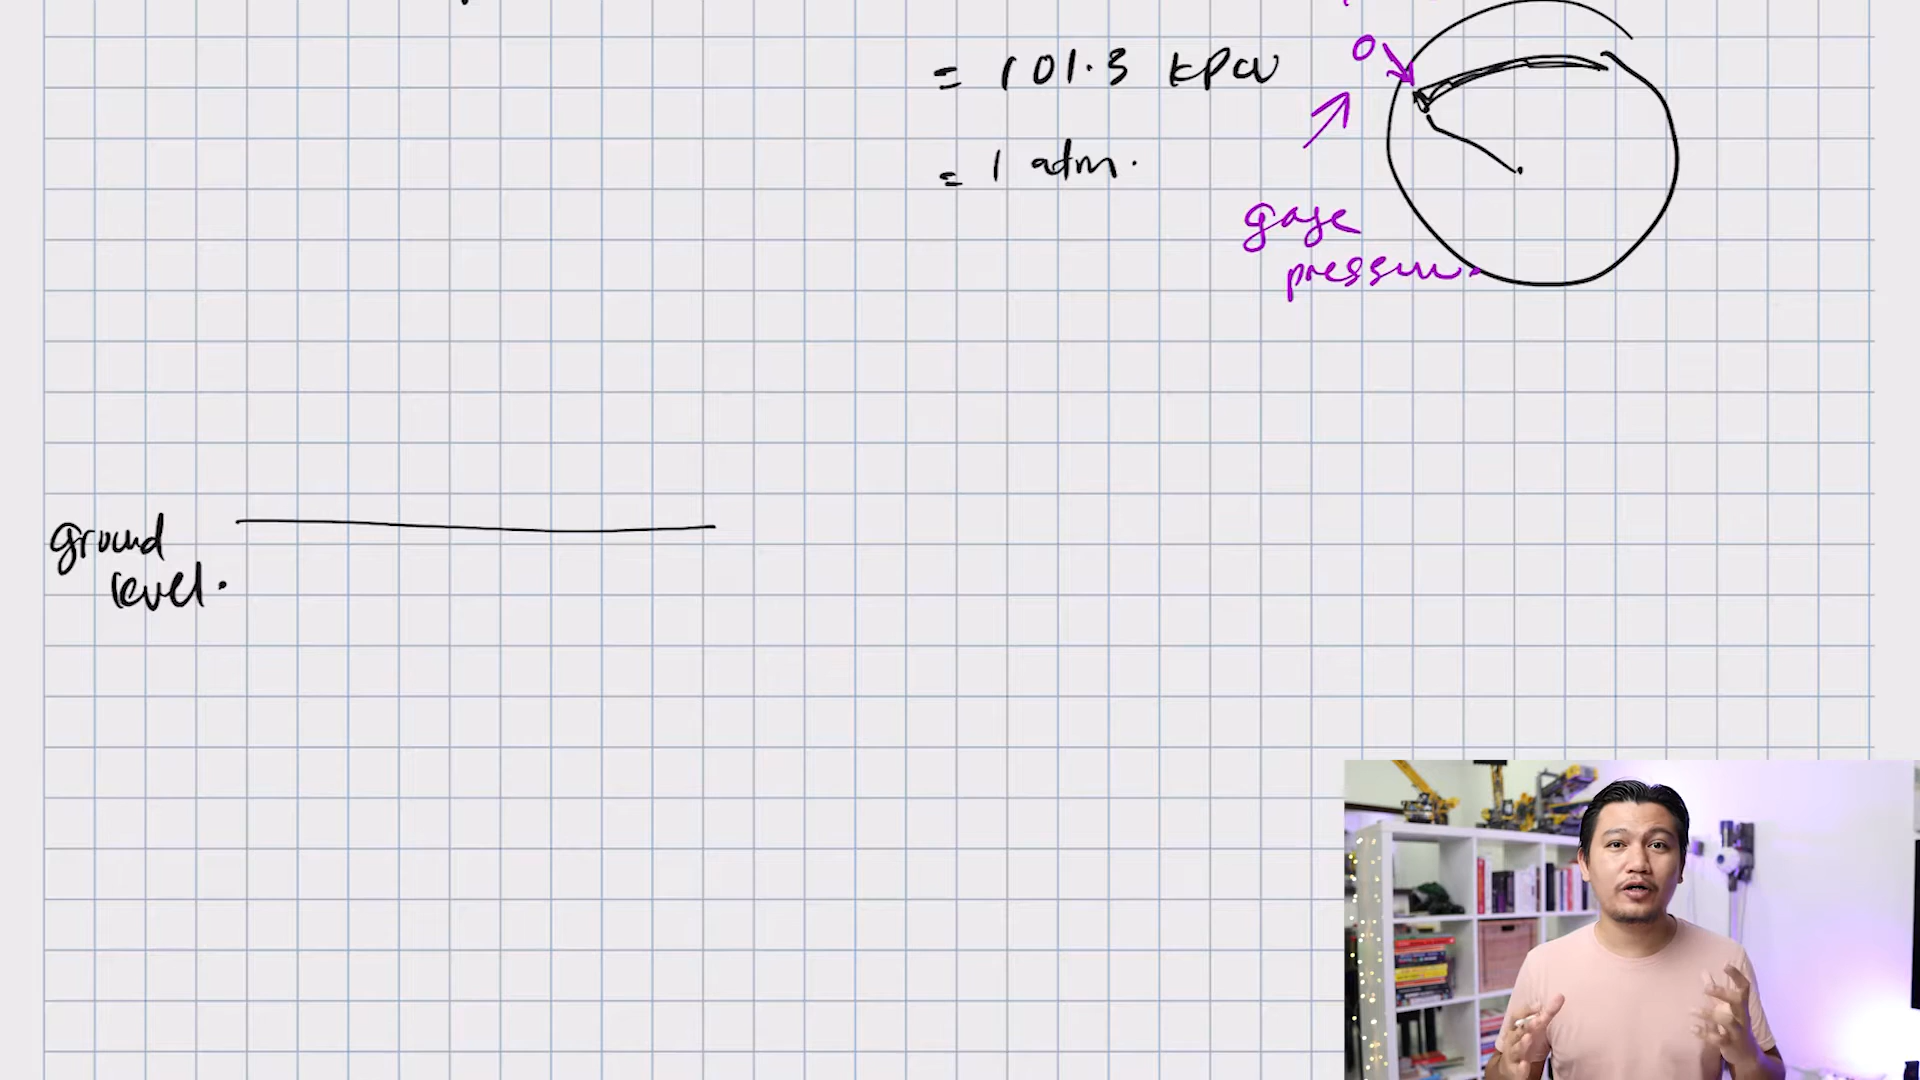 = 101.3 kPa
= 1 atm.
0
gage
pressure
ground
level.